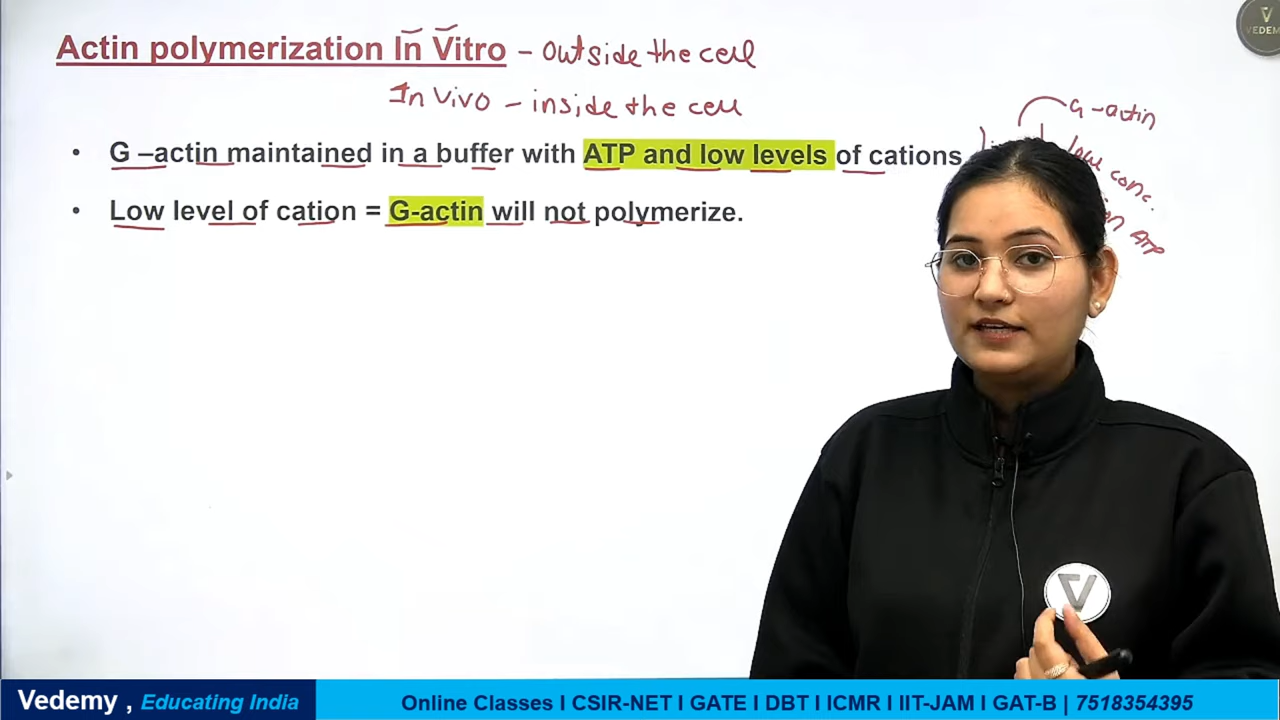 Actin polymerization In Vitro - outside the cell
In Vivo - inside the cell
• G –actin maintained in a buffer with ATP and low levels of cations
• Low level of cation = G-actin will not polymerize.
G-actin
low conc.
ATP
VEDEM
Vedemy , Educating India
Online Classes I CSIR-NET I GATE I DBT I ICMR I IIT-JAM I GAT-B | 7518354395